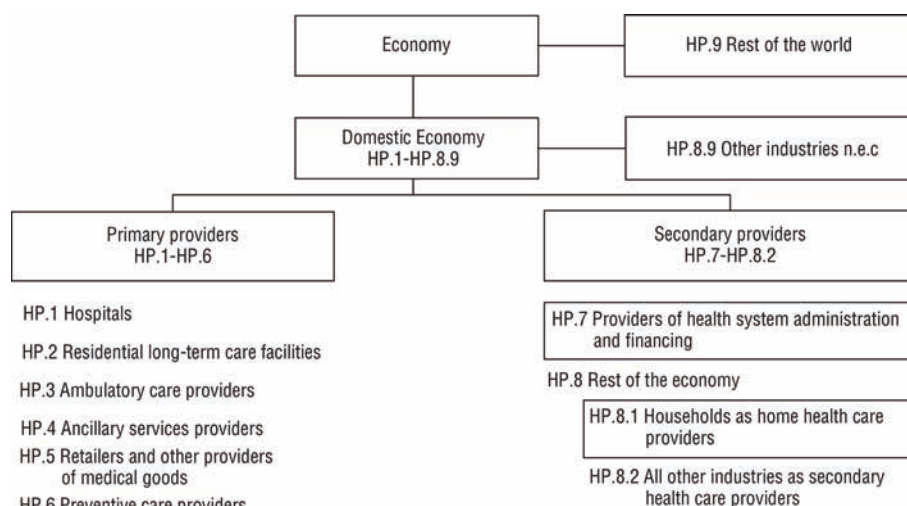 Economy
HP.9 Rest of the world
Domestic Economy
HP.1-HP.8.9
HP.8.9 Other industries n.e.c
Primary providers
HP.1-HP.6
Secondary providers
HP.7-HP.8.2
HP.1 Hospitals
HP.2 Residential long-term care facilities
HP.3 Ambulatory care providers
HP.4 Ancillary services providers
HP.5 Retailers and other providers
of medical goods
HP.6 Preventive care providers
HP.7 Providers of health system administration
and financing
HP.8 Rest of the economy
HP.8.1 Households as home health care
providers
HP.8.2 All other industries as secondary
health care providers